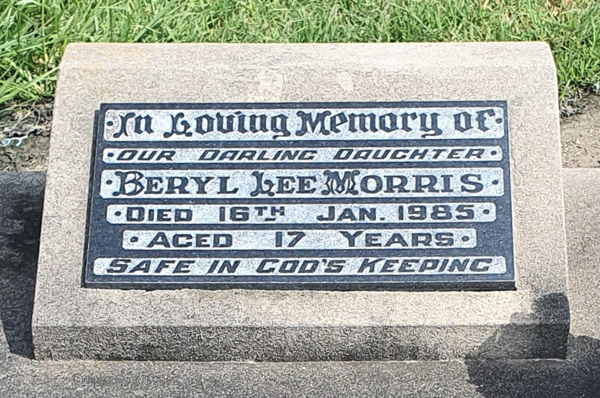 ·In Loving Memory of·
·OUR DARLING DAUGHTER·
·BERYL LEE MORRIS·
·DIED 16TH JAN. 1985·
·AGED 17 YEARS·
SAFE IN GOD'S KEEPING